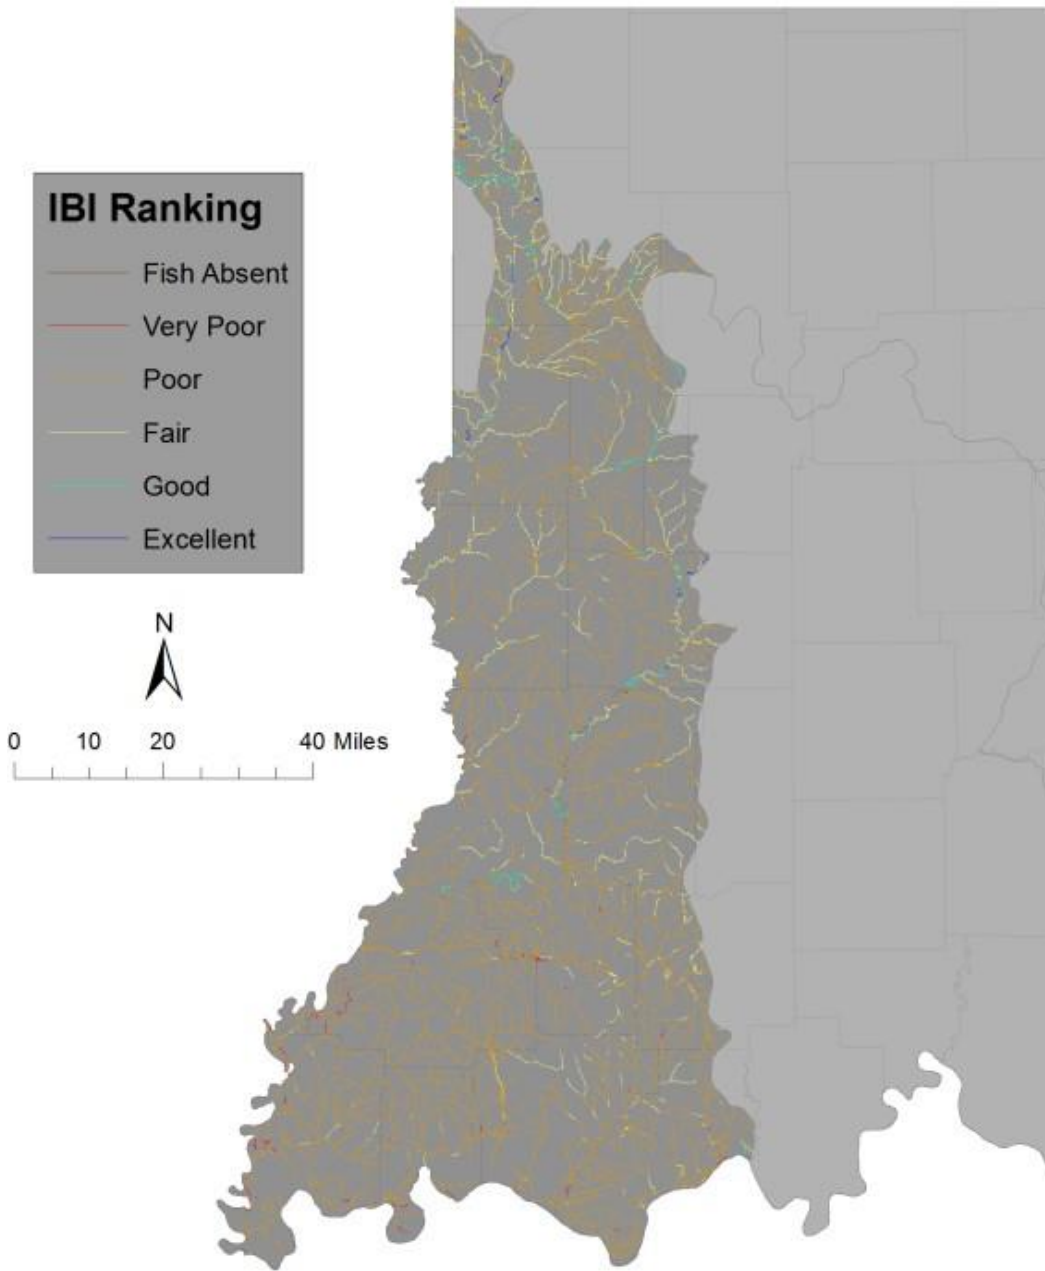 IBI Ranking
Fish Absent
Very Poor
Poor
Fair
Good
Excellent
N
0 10 20 40 Miles